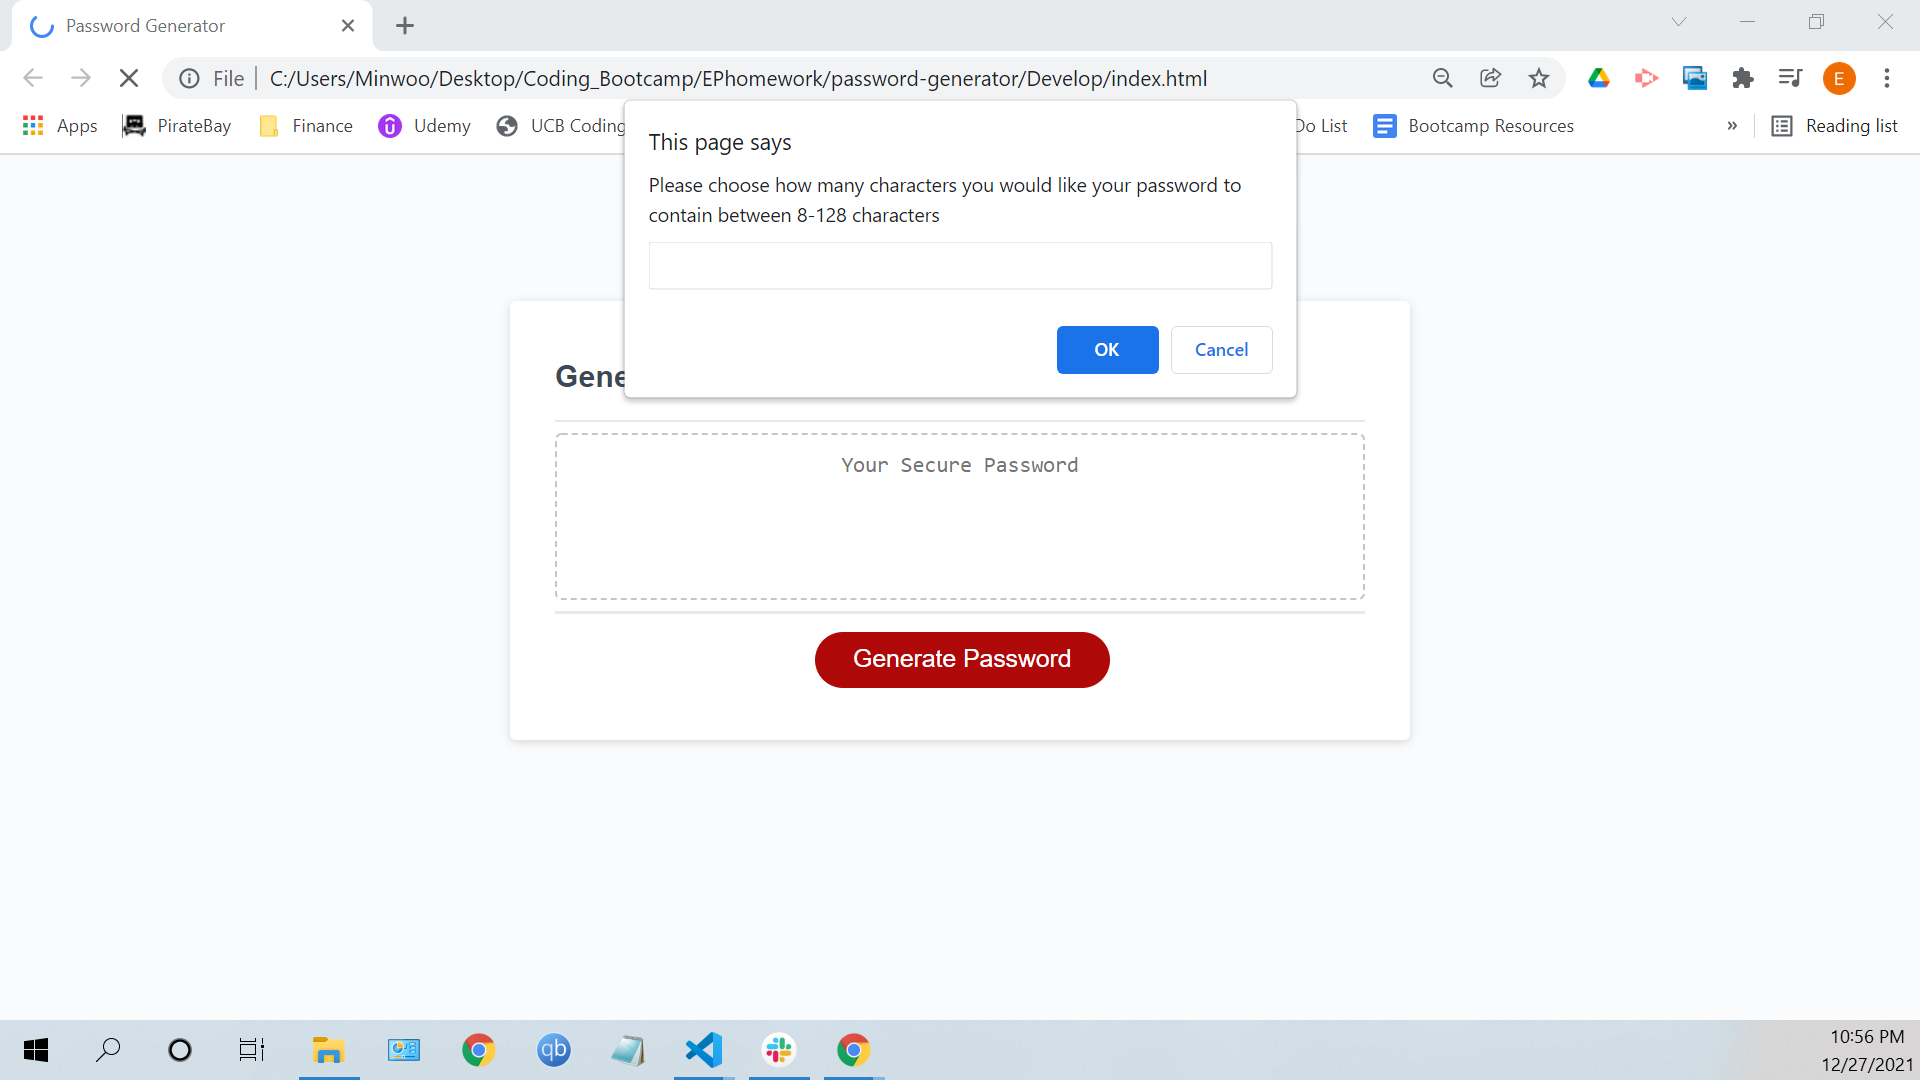 Password Generator
File
C:/Users/Minwoo/Desktop/Coding_Bootcamp/EPhomework/password-generator/Develop/index.html
E
Apps
PirateBay
Finance
Udemy
UCB Coding
Do List
Bootcamp Resources
»
Reading list
This page says
Please choose how many characters you would like your password to
contain between 8-128 characters
OK
Cancel
Gene
Your Secure Password
Generate Password
qb
10:56 PM
12/27/2021